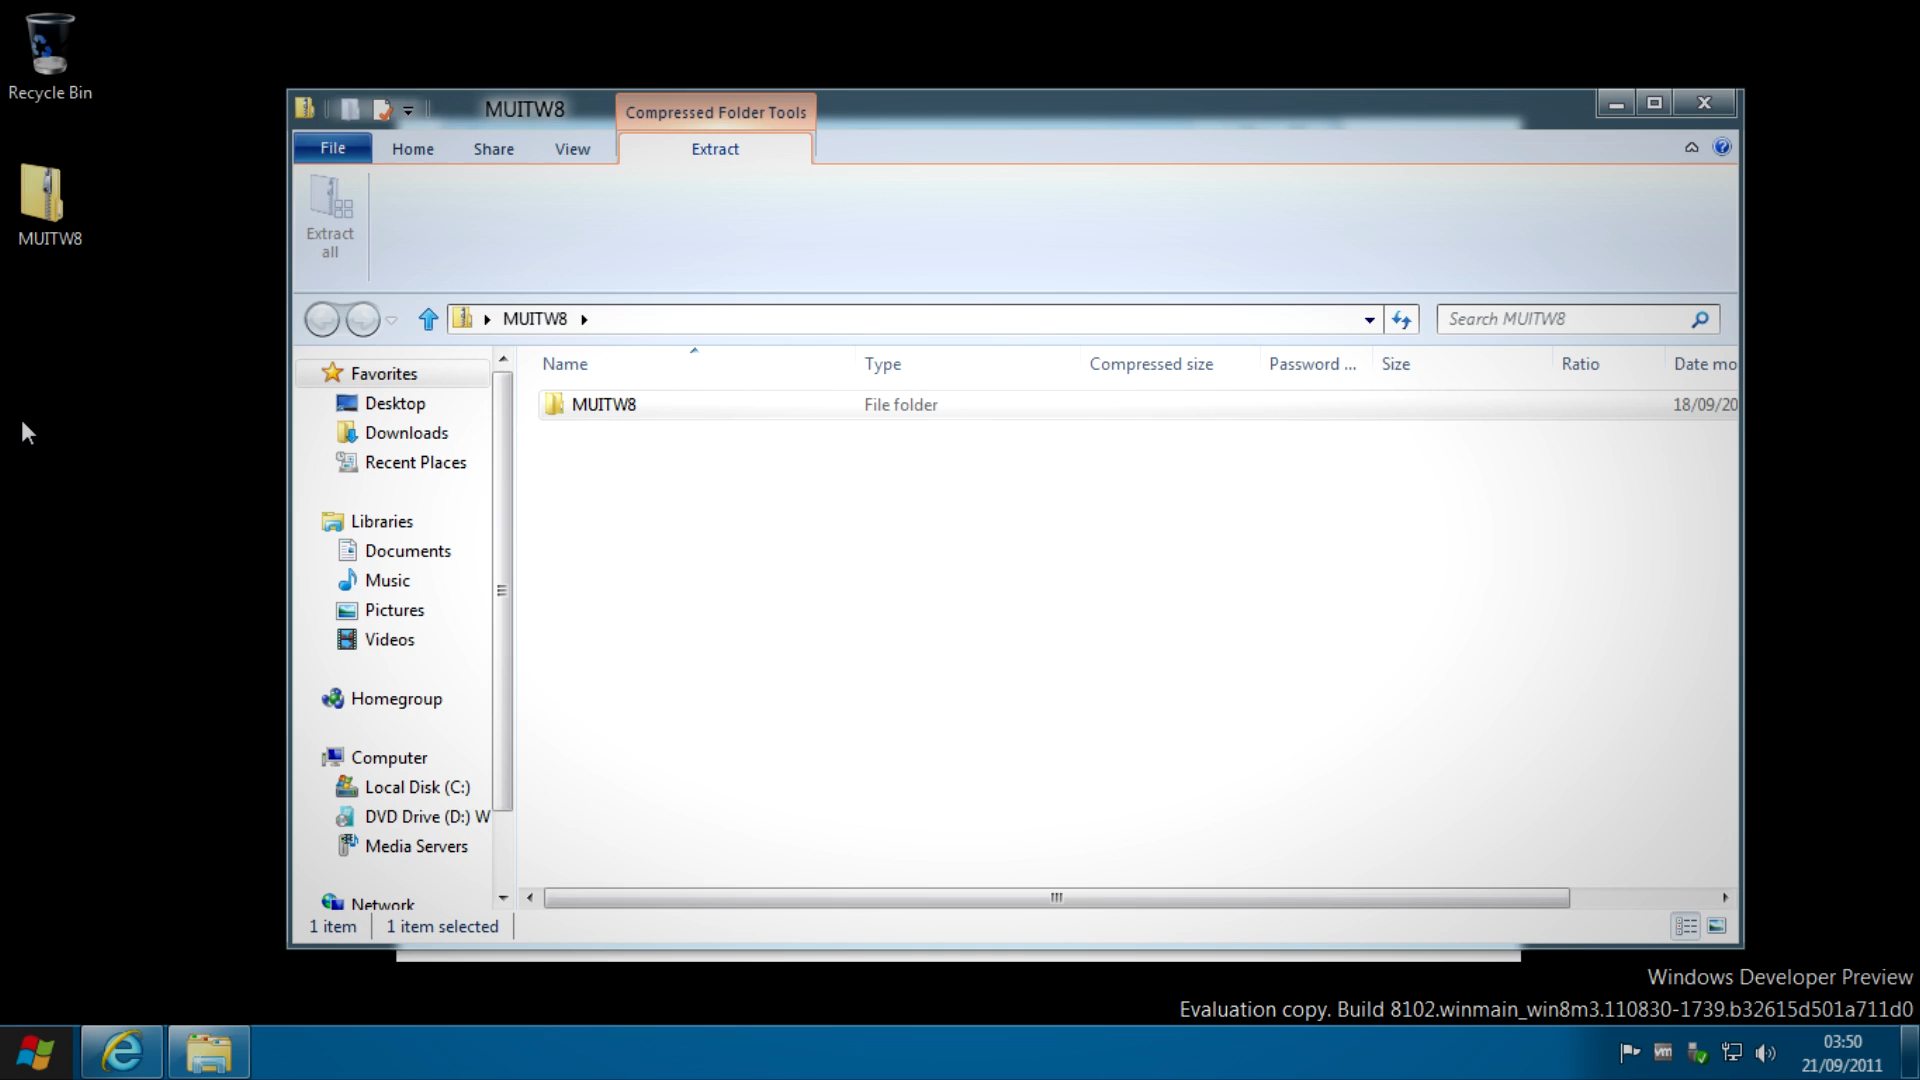 Recycle Bin
MUITW8
MUITW8
Compressed Folder Tools
File
Home
Share
View
Extract
Extract
all
MUITW8
Search MUITW8
Name
Type
Compressed size
Password ...
Size
Ratio
Date mo
MUITW8
File folder
18/09/20
Favorites
Desktop
Downloads
Recent Places
Libraries
Documents
Music
Pictures
Videos
Homegroup
Computer
Local Disk (C:)
DVD Drive (D:) W
Media Servers
Network
1 item
1 item selected
Windows Developer Preview
Evaluation copy. Build 8102.winmain_win8m3.110830-1739.b32615d501a711d0
vm
03:50
21/09/2011